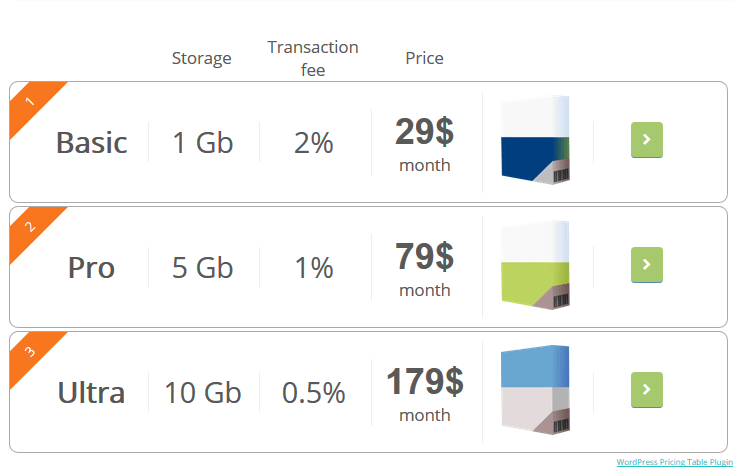 Storage
Transaction
fee
Price
1
Basic
1 Gb
2%
29$
month
2
Pro
5 Gb
1%
79$
month
3
Ultra
10 Gb
0.5%
179$
month
WordPress Pricing Table Plugin